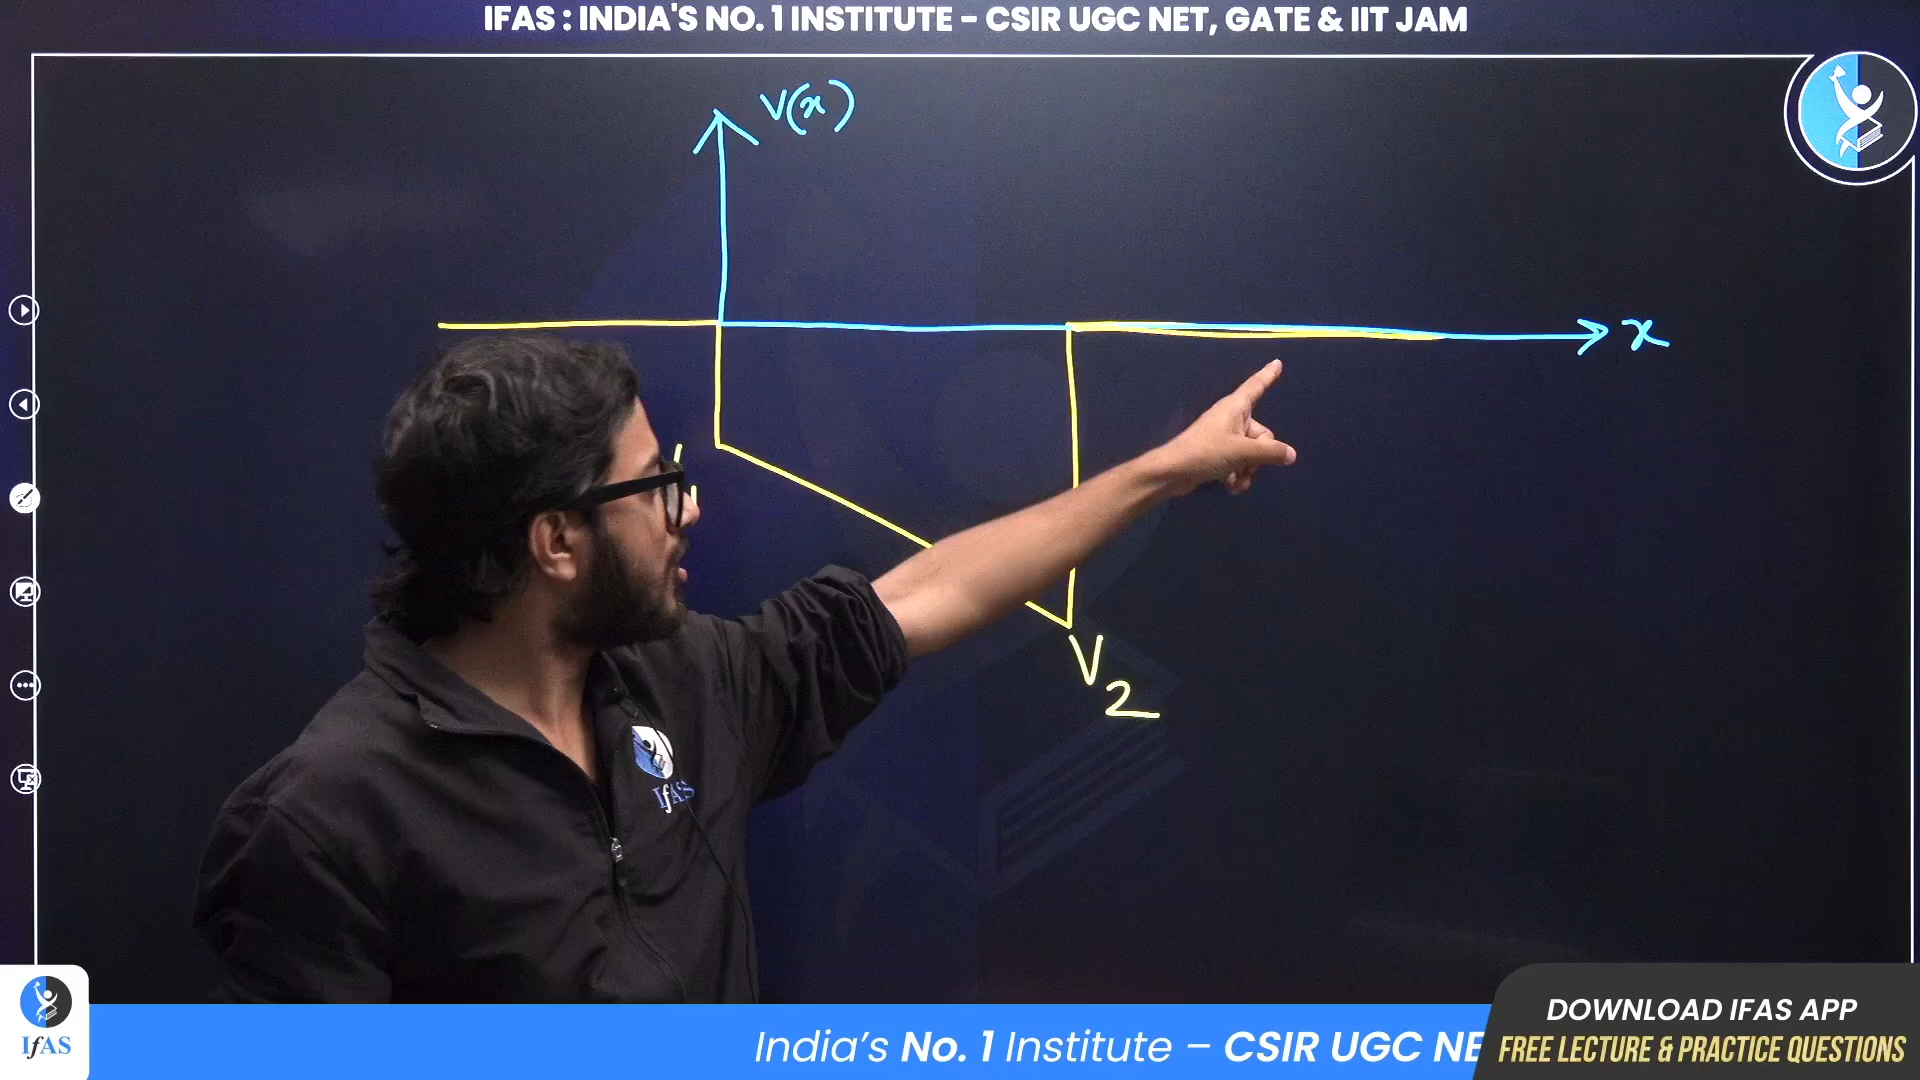 IFAS : INDIA'S NO. 1 INSTITUTE - CSIR UGC NET, GATE & IIT JAM
V(x)
x
V2
IfAS
IfAS
India's No. 1 Institute – CSIR UGC NE
DOWNLOAD IFAS APP
FREE LECTURE & PRACTICE QUESTIONS